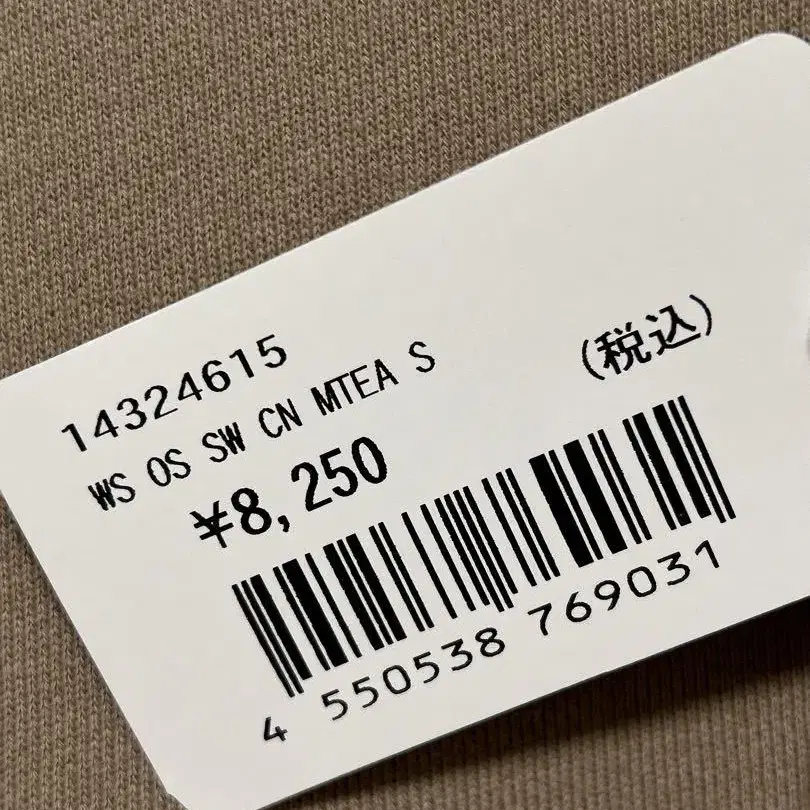 14324615
WS OS SW CN MTEA S
(税込)
¥8,250
4 550538 769031